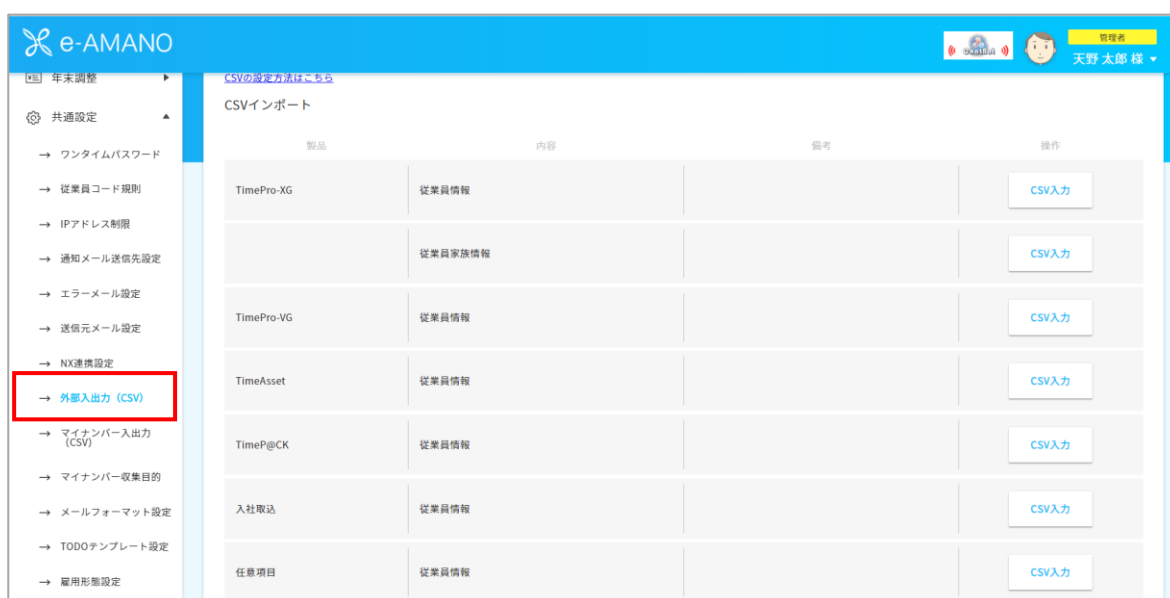 e-AMANO
ChatBot
管理者
天野 太郎 様
年末調整
共通設定
ワンタイムパスワード
従業員コード規則
IPアドレス制限
通知メール送信先設定
エラーメール設定
送信元メール設定
NX連携設定
外部入出力（CSV）
マイナンバー入出力
（CSV）
マイナンバー収集目的
メールフォーマット設定
TODOテンプレート設定
雇用形態設定
CSVの設定方法はこちら
CSVインポート
製品 内容 備考 操作
TimePro-XG 従業員情報 CSV入力
従業員家族情報 CSV入力
TimePro-VG 従業員情報 CSV入力
TimeAsset 従業員情報 CSV入力
TimeP@CK 従業員情報 CSV入力
入社取込 従業員情報 CSV入力
任意項目 従業員情報 CSV入力